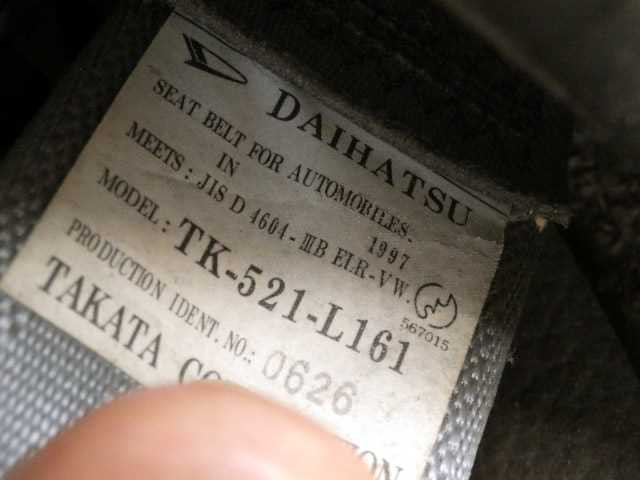 DAIHATSU
SEAT BELT FOR AUTOMOBILES.
IN 1997
MEETS: JIS D 4604-ⅢB ELR-VW.
MODEL: TK-521-L161
567015
PRODUCTION IDENT. NO.: 0626
TAKATA